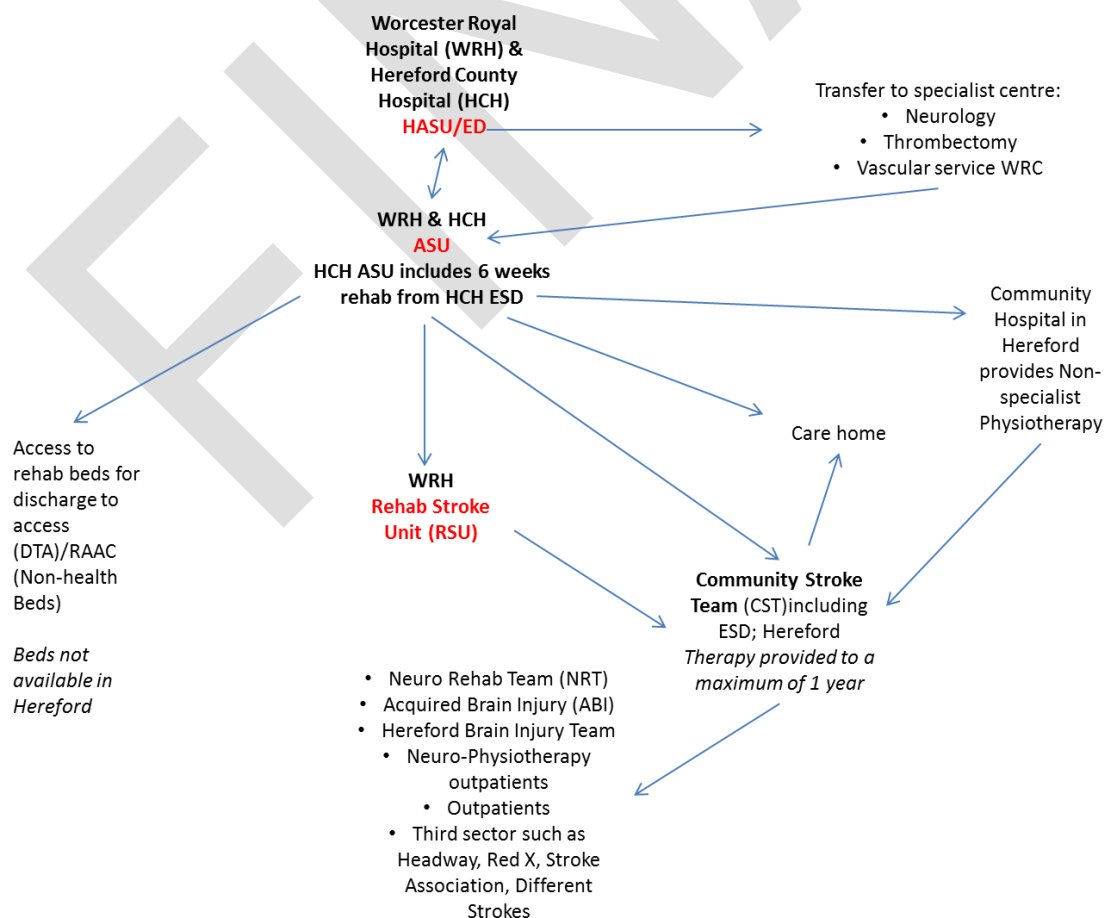 Worcester Royal
Hospital (WRH) &
Hereford County
Hospital (HCH)
HASU/ED
Transfer to specialist centre:
• Neurology
• Thrombectomy
• Vascular service WRC
WRH & HCH
ASU
HCH ASU includes 6 weeks
rehab from HCH ESD
Community
Hospital in
Hereford
provides Non-
specialist
Physiotherapy
Care home
Access to
rehab beds for
discharge to
access
(DTA)/RAAC
(Non-health
Beds)
Beds not
available in
Hereford
WRH
Rehab Stroke
Unit (RSU)
Community Stroke
Team (CST)including
ESD; Hereford
Therapy provided to a
maximum of 1 year
• Neuro Rehab Team (NRT)
• Acquired Brain Injury (ABI)
• Hereford Brain Injury Team
• Neuro-Physiotherapy
outpatients
• Outpatients
• Third sector such as
Headway, Red X, Stroke
Association, Different
Strokes